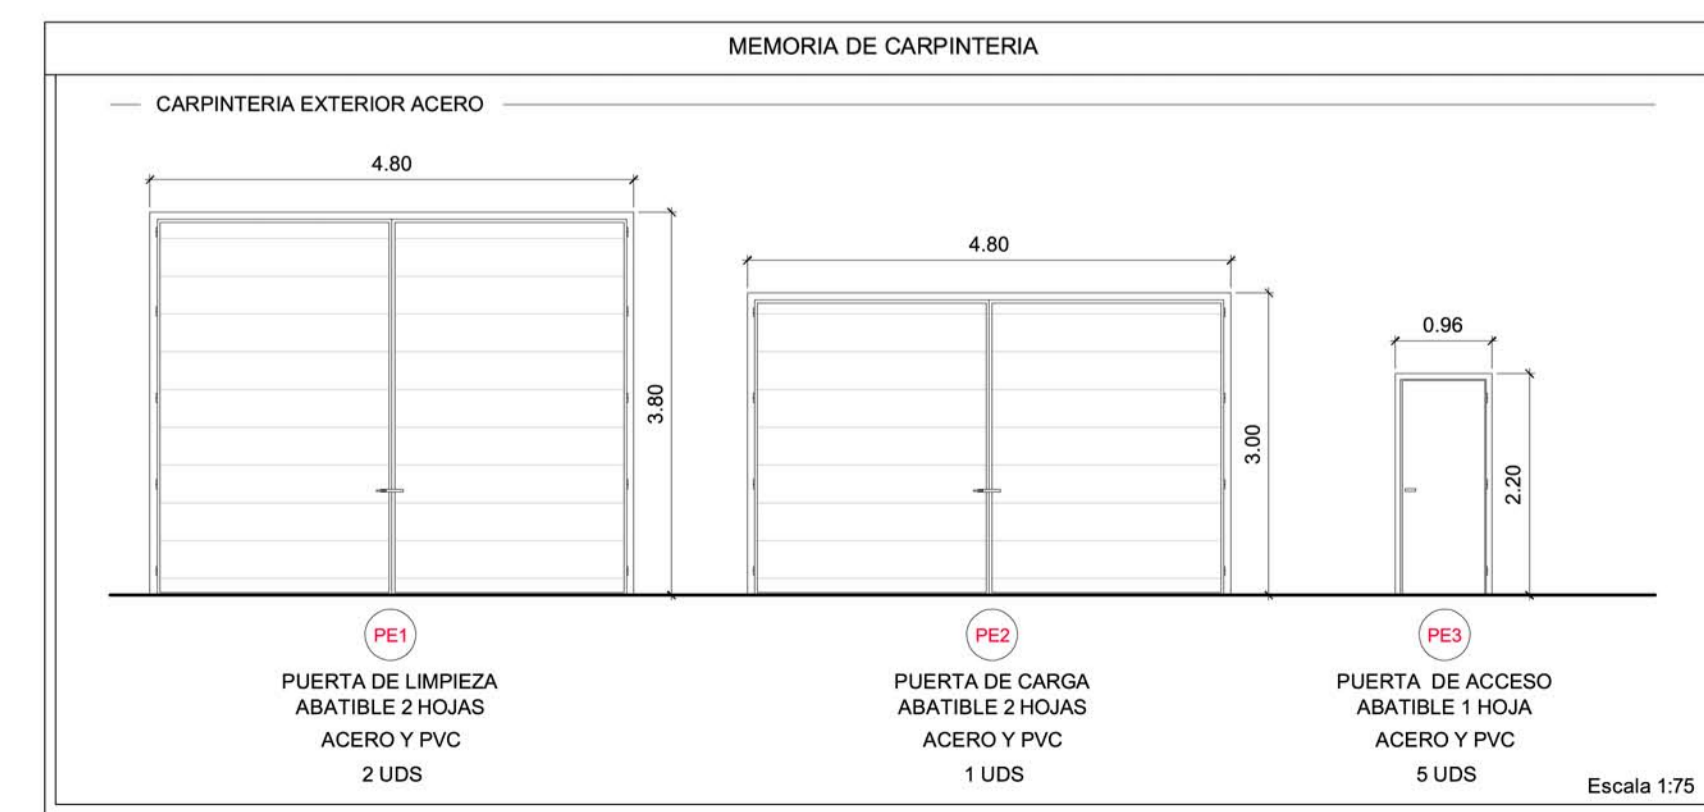 MEMORIA DE CARPINTERIA
CARPINTERIA EXTERIOR ACERO
4.80
3.80
4.80
3.00
0.96
2.20
PE1
PUERTA DE LIMPIEZA
ABATIBLE 2 HOJAS
ACERO Y PVC
2 UDS
PE2
PUERTA DE CARGA
ABATIBLE 2 HOJAS
ACERO Y PVC
1 UDS
PE3
PUERTA DE ACCESO
ABATIBLE 1 HOJA
ACERO Y PVC
5 UDS
Escala 1:75